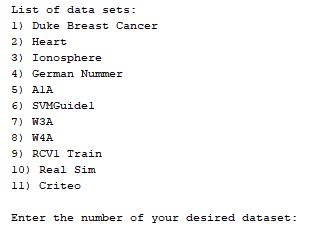 List of data sets:
1) Duke Breast Cancer
2) Heart
3) Ionosphere
4) German Nummer
5) A1A
6) SVMGuide1
7) W3A
8) W4A
9) RCV1 Train
10) Real Sim
11) Criteo
Enter the number of your desired dataset: